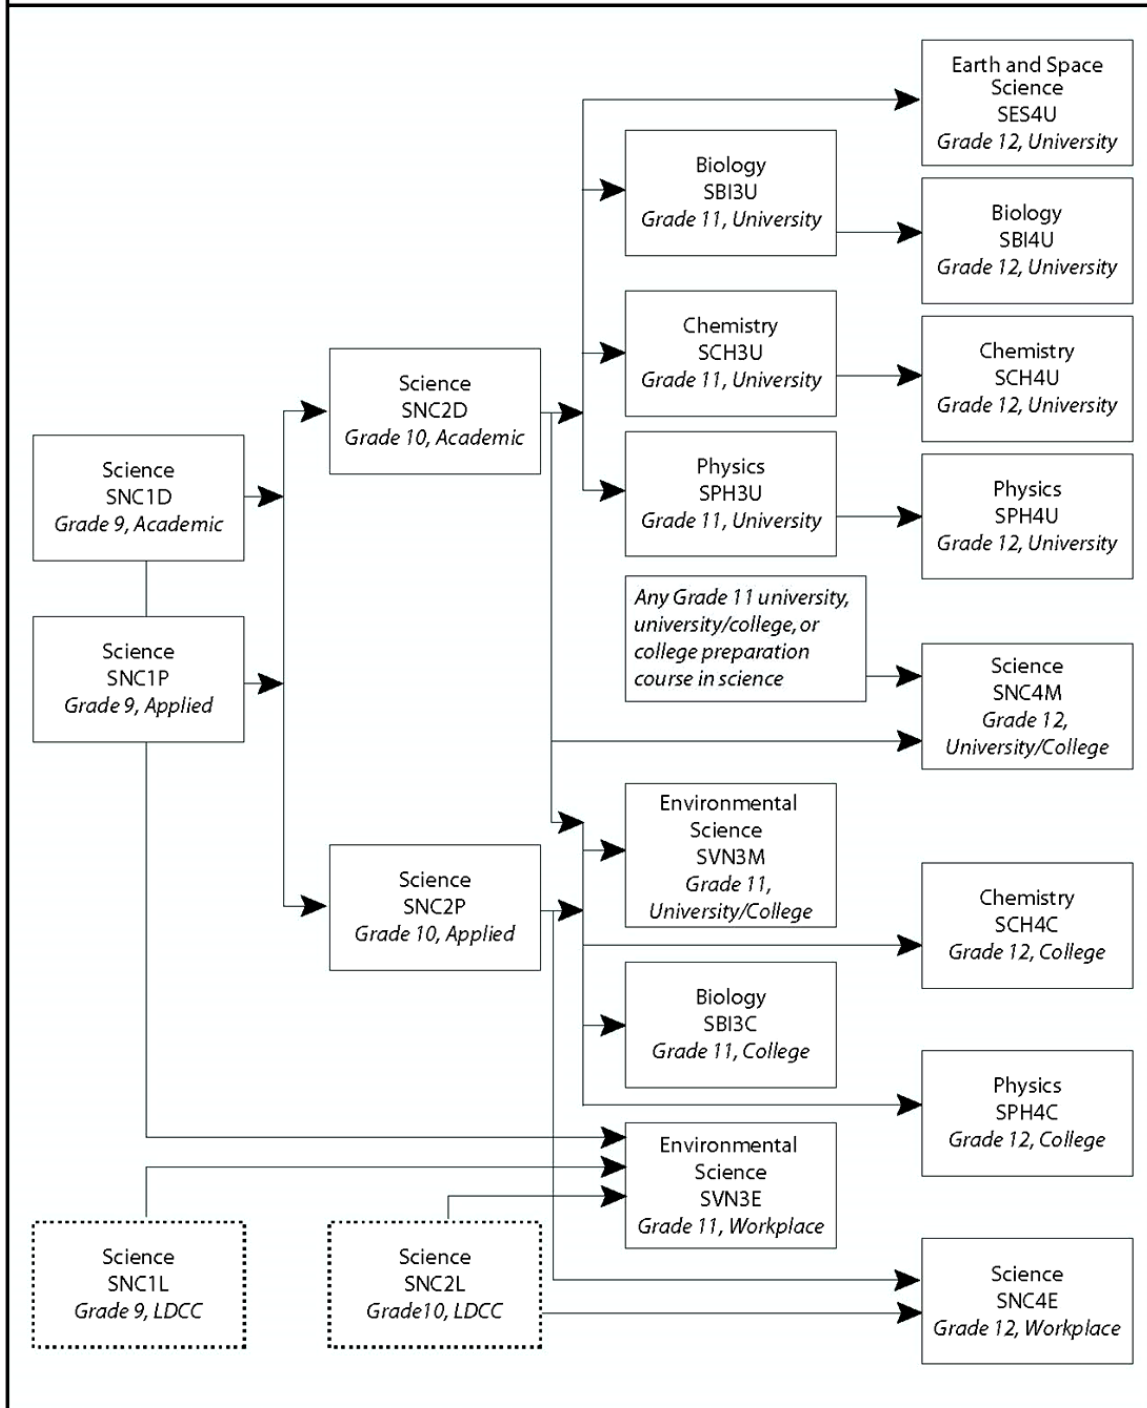 Earth and Space
Science
SES4U
Grade 12, University
Biology
SBI3U
Grade 11, University
Biology
SBI4U
Grade 12, University
Chemistry
SCH3U
Grade 11, University
Chemistry
SCH4U
Grade 12, University
Science
SNC2D
Grade 10, Academic
Science
SNC1D
Grade 9, Academic
Physics
SPH3U
Grade 11, University
Physics
SPH4U
Grade 12, University
Any Grade 11 university,
university/college, or
college preparation
course in science
Science
SNC1P
Grade 9, Applied
Science
SNC4M
Grade 12,
University/College
Environmental
Science
SVN3M
Grade 11,
University/College
Science
SNC2P
Grade 10, Applied
Chemistry
SCH4C
Grade 12, College
Biology
SBI3C
Grade 11, College
Physics
SPH4C
Grade 12, College
Environmental
Science
SVN3E
Grade 11, Workplace
Science
SNC1L
Grade 9, LDCC
Science
SNC2L
Grade10, LDCC
Science
SNC4E
Grade 12, Workplace